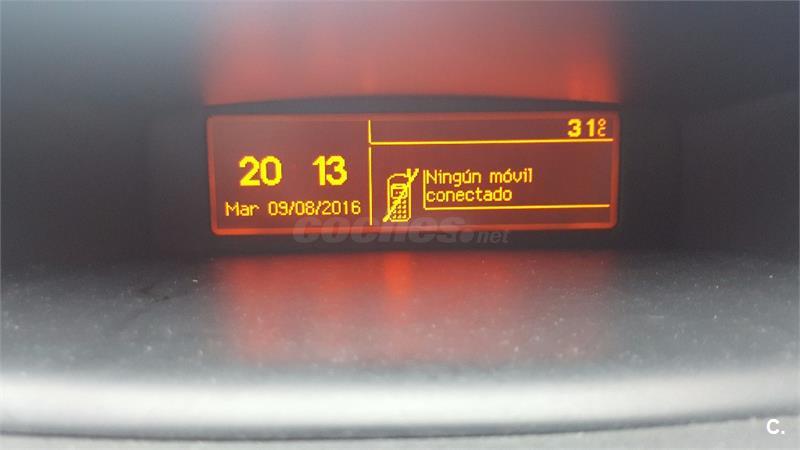 31°C
20 13
Mar 09/08/2016
Ningún móvil
conectado
coches.net
C.